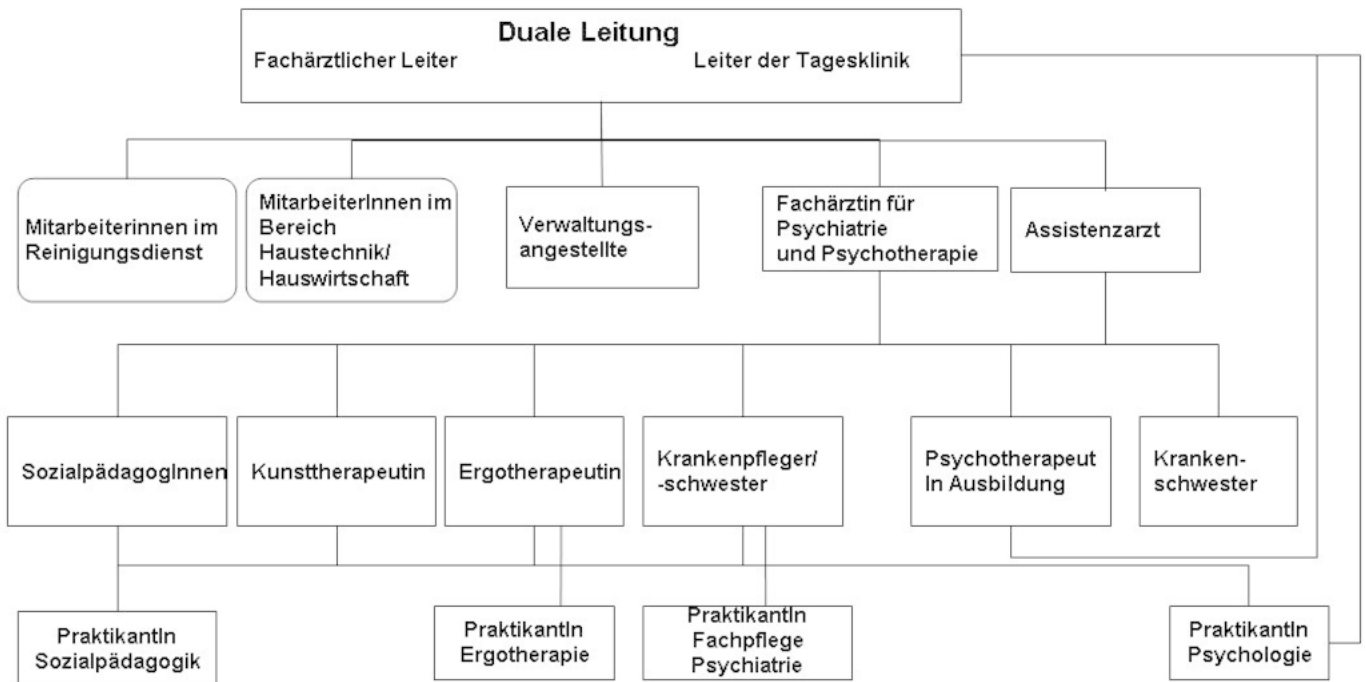 Duale Leitung
Fachärztlicher Leiter
Leiter der Tagesklinik
Mitarbeiterinnen im
Reinigungsdienst
MitarbeiterInnen im
Bereich
Haustechnik/
Hauswirtschaft
Verwaltungs-
angestellte
Fachärztin für
Psychiatrie
und Psychotherapie
Assistenzarzt
SozialpädagogInnen
Kunsttherapeutin
Ergotherapeutin
Krankenpfleger/
-schwester
Psychotherapeut
In Ausbildung
Kranken-
schwester
PraktikantIn
Sozialpädagogik
PraktikantIn
Ergotherapie
PraktikantIn
Fachpflege
Psychiatrie
PraktikantIn
Psychologie